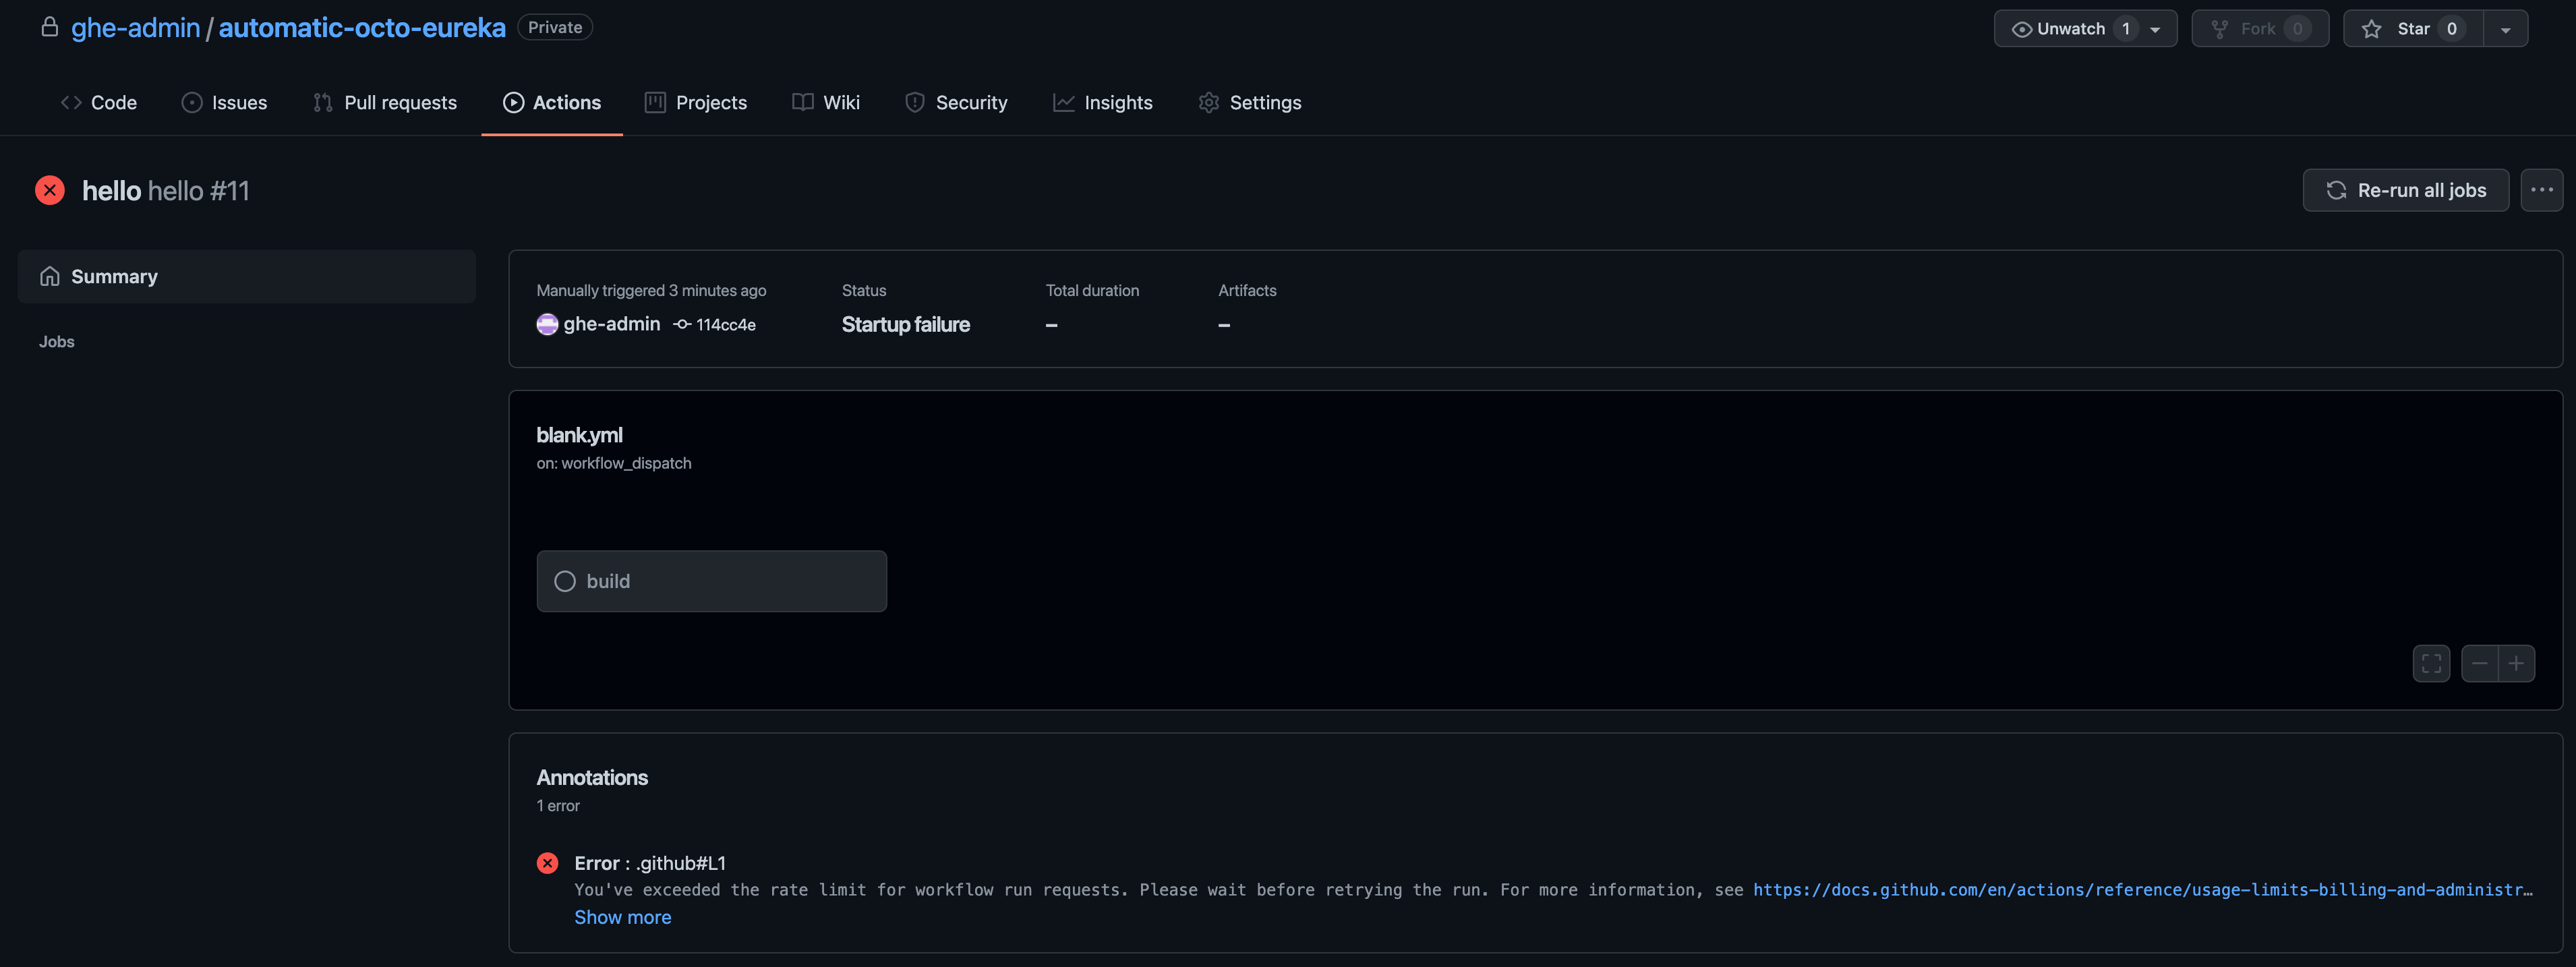 ghe-admin / automatic-octo-eureka Private Unwatch 1 Fork 0 Star 0
Code Issues Pull requests Actions Projects Wiki Security Insights Settings
hello hello #11 Re-run all jobs
Summary
Jobs
Manually triggered 3 minutes ago Status Total duration Artifacts
ghe-admin 114cc4e Startup failure – –
blank.yml
on: workflow_dispatch
build
Annotations
1 error
Error : .github#L1
You've exceeded the rate limit for workflow run requests. Please wait before retrying the run. For more information, see https://docs.github.com/en/actions/reference/usage-limits-billing-and-administr…
Show more